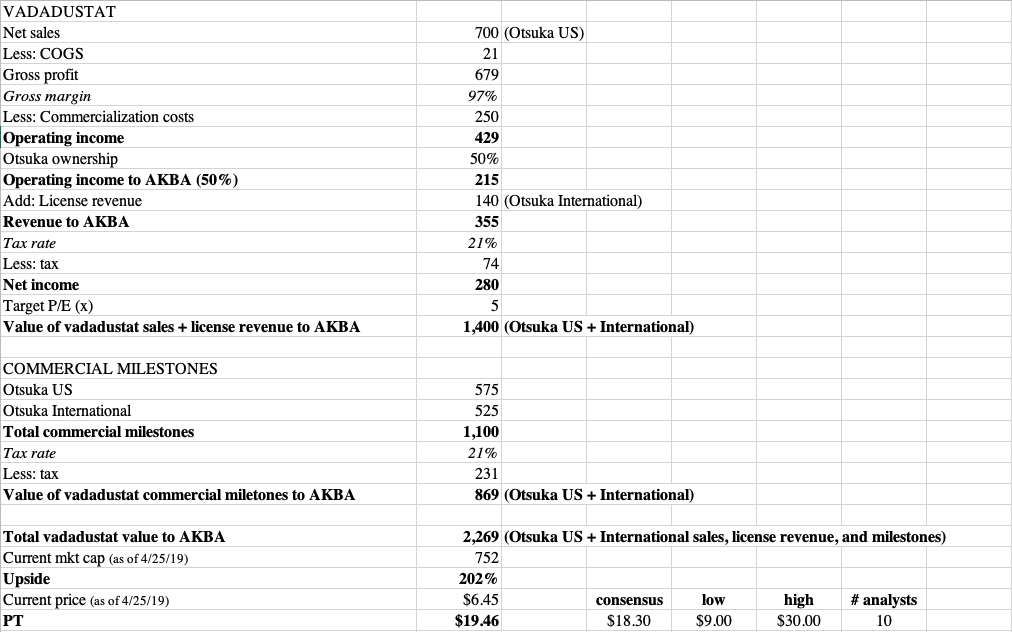 VADADUSTAT
Net sales 700 (Otsuka US)
Less: COGS 21
Gross profit 679
Gross margin 97%
Less: Commercialization costs 250
Operating income 429
Otsuka ownership 50%
Operating income to AKBA (50%) 215
Add: License revenue 140 (Otsuka International)
Revenue to AKBA 355
Tax rate 21%
Less: tax 74
Net income 280
Target P/E (x) 5
Value of vadadustat sales + license revenue to AKBA 1,400 (Otsuka US + International)
COMMERCIAL MILESTONES
Otsuka US 575
Otsuka International 525
Total commercial milestones 1,100
Tax rate 21%
Less: tax 231
Value of vadadustat commercial miletones to AKBA 869 (Otsuka US + International)
Total vadadustat value to AKBA 2,269 (Otsuka US + International sales, license revenue, and milestones)
Current mkt cap (as of 4/25/19) 752
Upside 202%
Current price (as of 4/25/19) $6.45 consensus low high # analysts
PT $19.46 $18.30 $9.00 $30.00 10